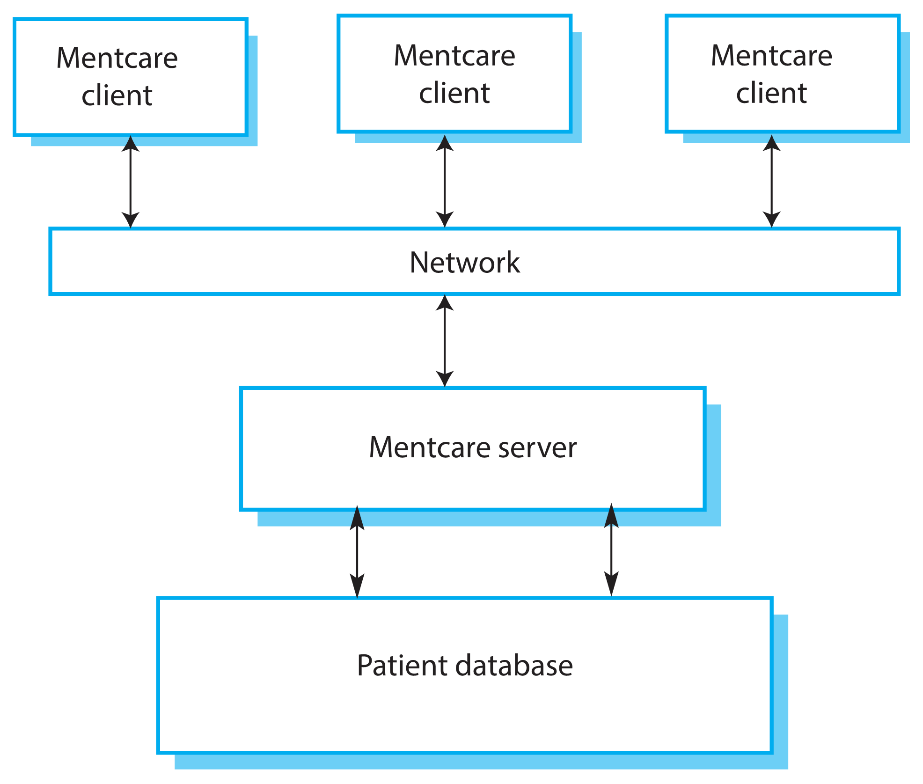 Mentcare
client
Mentcare
client
Mentcare
client
Network
Mentcare server
Patient database